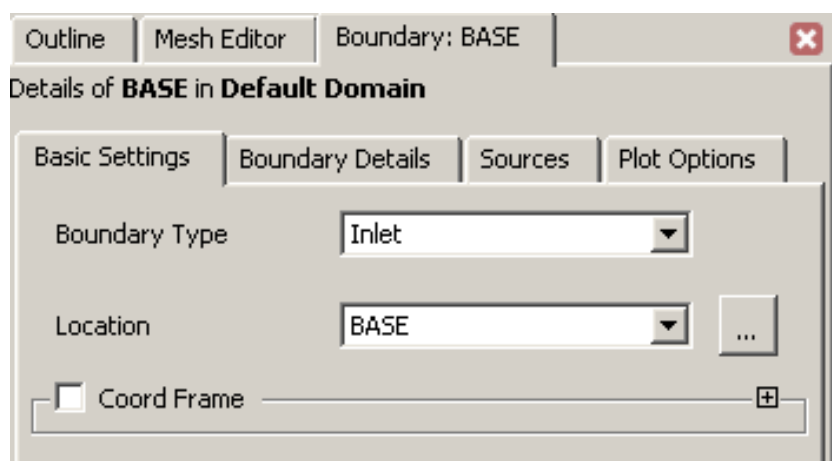 Outline Mesh Editor Boundary: BASE
Details of BASE in Default Domain
Basic Settings Boundary Details Sources Plot Options
Boundary Type Inlet
Location BASE ...
Coord Frame